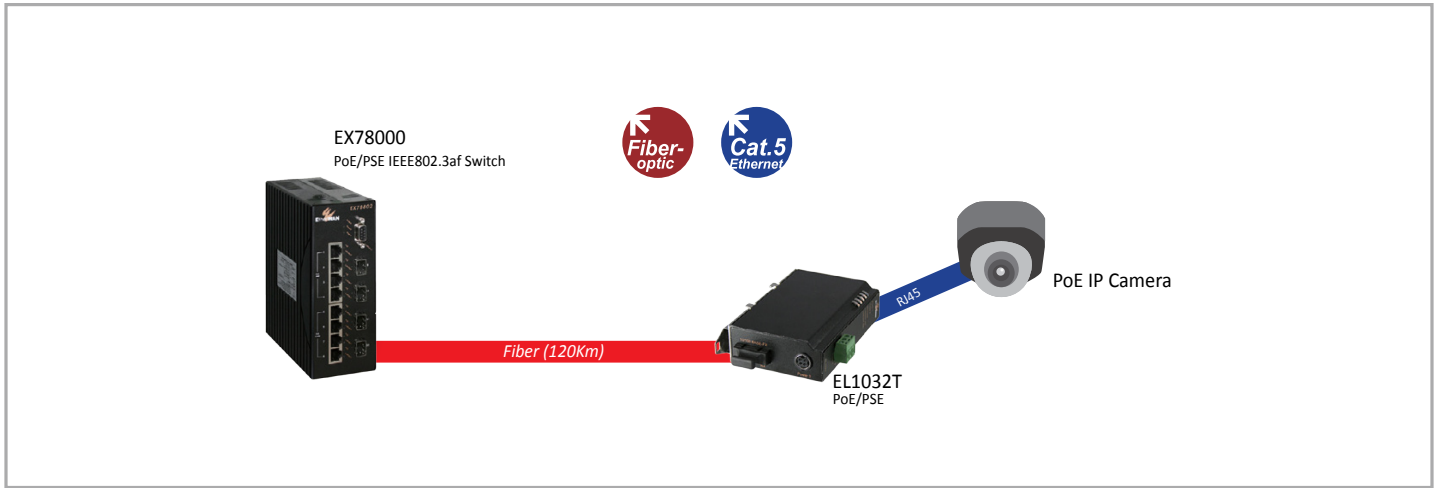 EX78000
PoE/PSE IEEE802.3af Switch
Fiber-
optic
Cat.5
Ethernet
EX78802
Fiber (120Km)
RJ45
PoE IP Camera
EL1032T
PoE/PSE